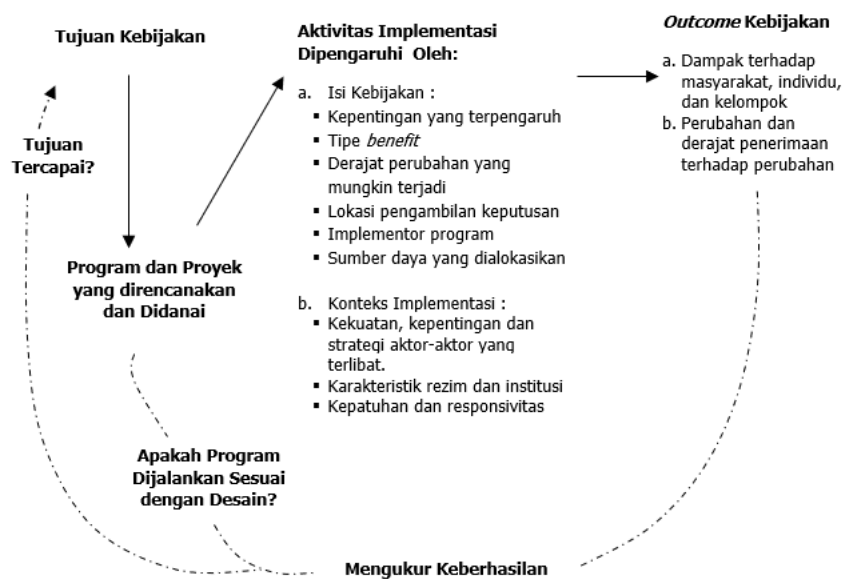 Tujuan Kebijakan
Tujuan
Tercapai?
Program dan Proyek
yang direncanakan
dan Didanai
Apakah Program
Dijalankan Sesuai
dengan Desain?
Aktivitas Implementasi
Dipengaruhi Oleh:
a. Isi Kebijakan :
▪ Kepentingan yang terpengaruh
▪ Tipe benefit
▪ Derajat perubahan yang
mungkin terjadi
▪ Lokasi pengambilan keputusan
▪ Implementor program
▪ Sumber daya yang dialokasikan
b. Konteks Implementasi :
▪ Kekuatan, kepentingan dan
strategi aktor-aktor yang
terlibat.
▪ Karakteristik rezim dan institusi
▪ Kepatuhan dan responsivitas
Outcome Kebijakan
a. Dampak terhadap
masyarakat, individu,
dan kelompok
b. Perubahan dan
derajat penerimaan
terhadap perubahan
Mengukur Keberhasilan